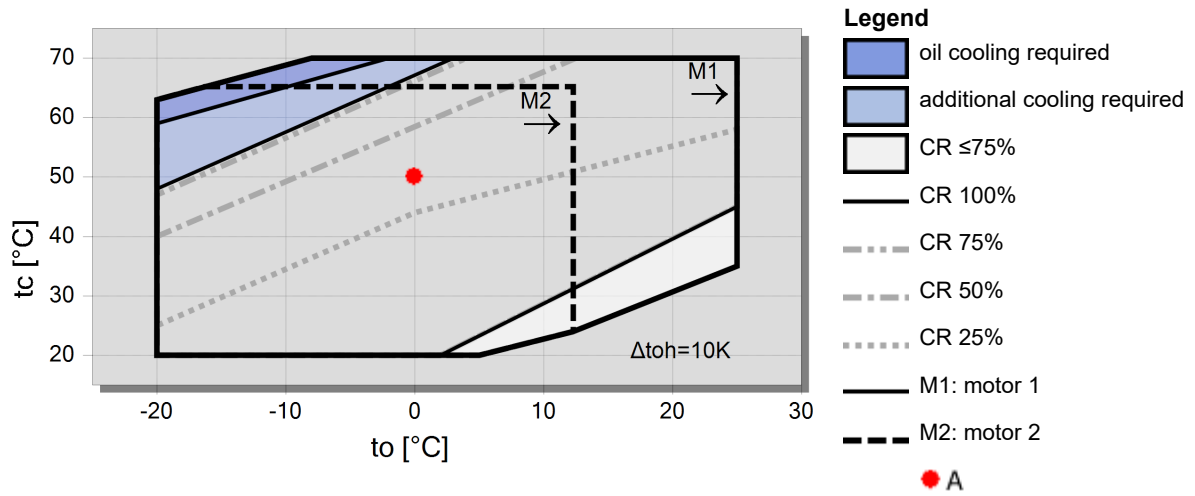 70
60
50
40
30
20
tc [°C]
-20
-10
0
10
20
30
to [°C]
M1
M2
Δtoh=10K
Legend
oil cooling required
additional cooling required
CR ≤75%
CR 100%
CR 75%
CR 50%
CR 25%
M1: motor 1
M2: motor 2
A